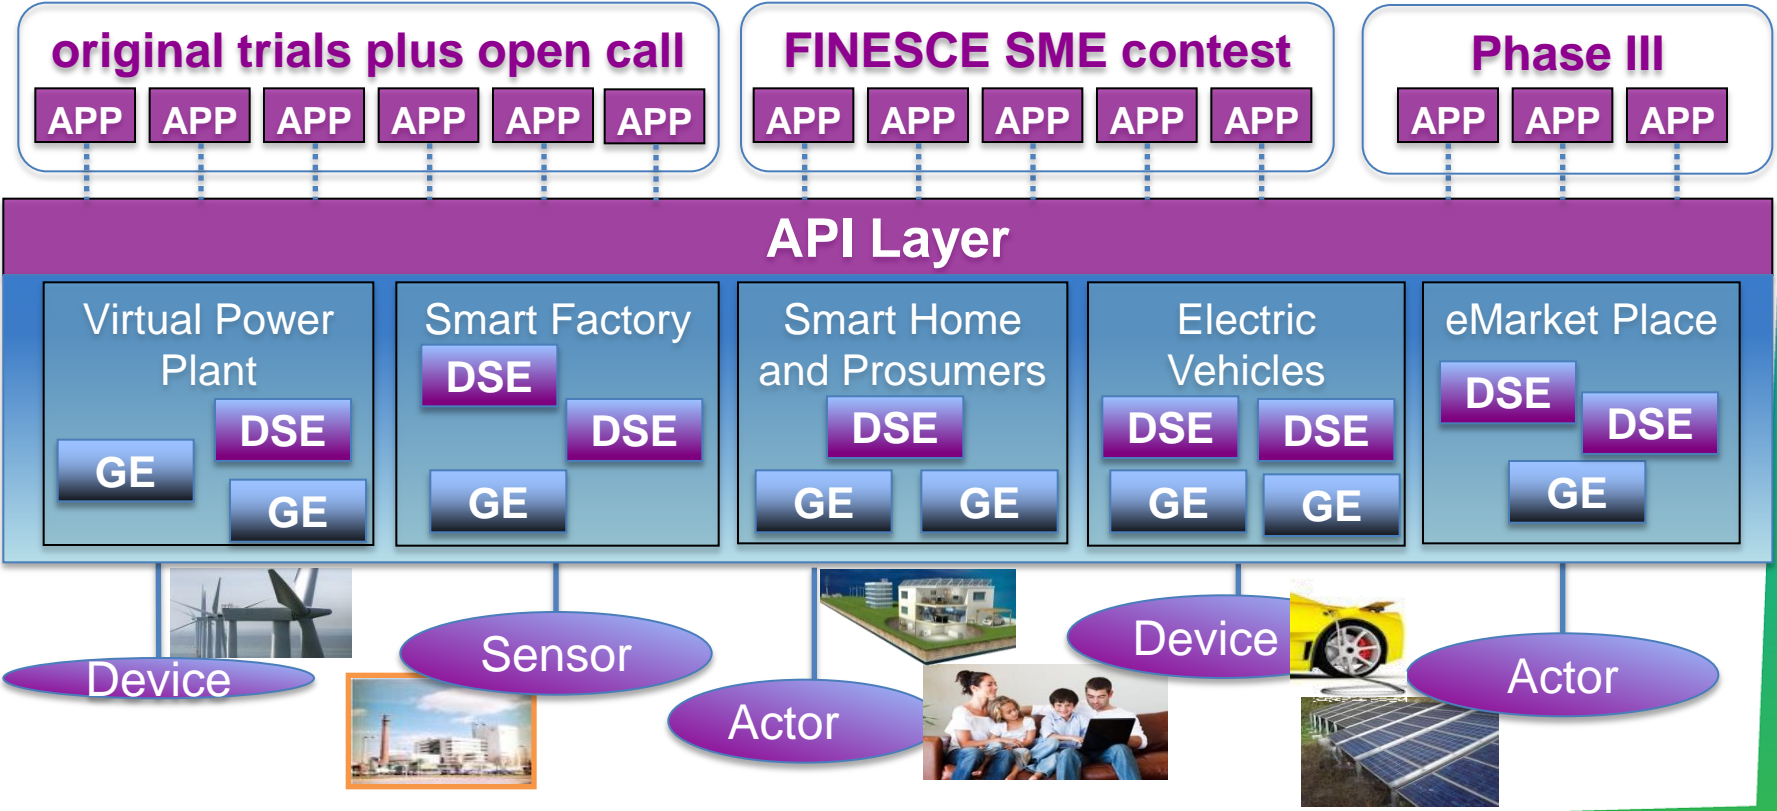 original trials plus open call
APP APP APP APP APP APP
FINESCE SME contest
APP APP APP APP APP
Phase III
APP APP APP
API Layer
Virtual Power
Plant
DSE
GE
GE
Smart Factory
DSE
DSE
GE
Smart Home
and Prosumers
DSE
GE GE
Electric
Vehicles
DSE DSE
GE GE
eMarket Place
DSE
DSE
GE
Device
Sensor
Actor
Device
Actor